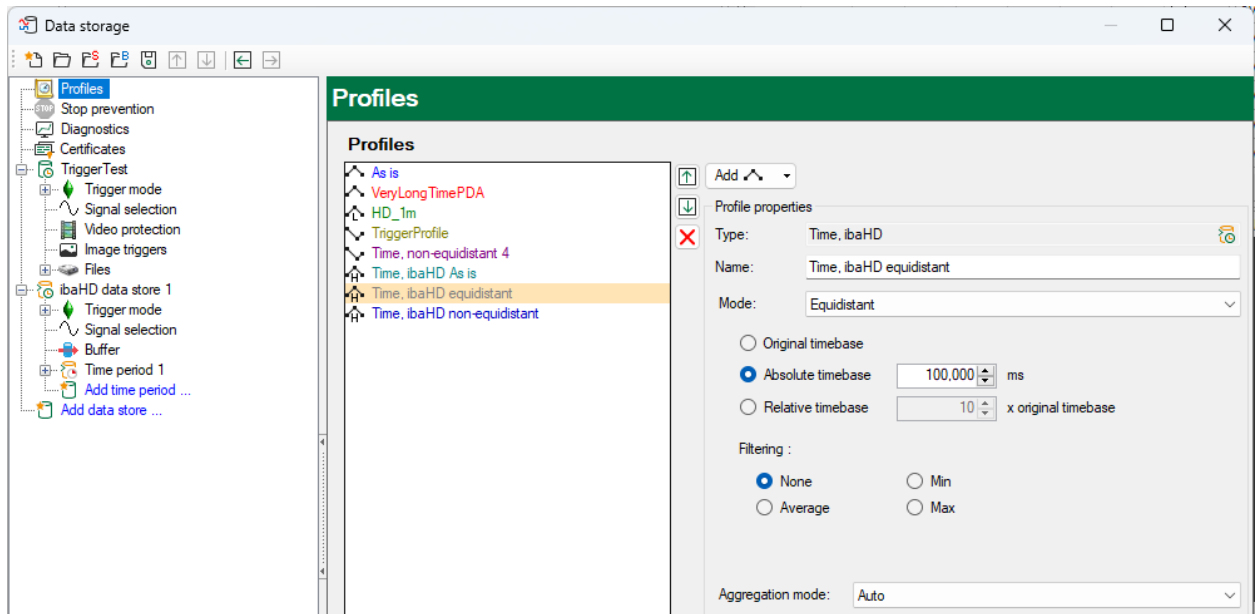 Data storage
Profiles
Stop prevention
Diagnostics
Certificates
TriggerTest
Trigger mode
Signal selection
Video protection
Image triggers
Files
ibaHD data store 1
Trigger mode
Signal selection
Buffer
Time period 1
Add time period ...
Add data store ...
Profiles
Profiles
As is
VeryLongTimePDA
HD_1m
TriggerProfile
Time, non-equidistant 4
Time, ibaHD As is
Time, ibaHD equidistant
Time, ibaHD non-equidistant
Add
Profile properties
Type: Time, ibaHD
Name: Time, ibaHD equidistant
Mode: Equidistant
Original timebase
Absolute timebase 100,000 ms
Relative timebase 10 x original timebase
Filtering :
None Min
Average Max
Aggregation mode: Auto